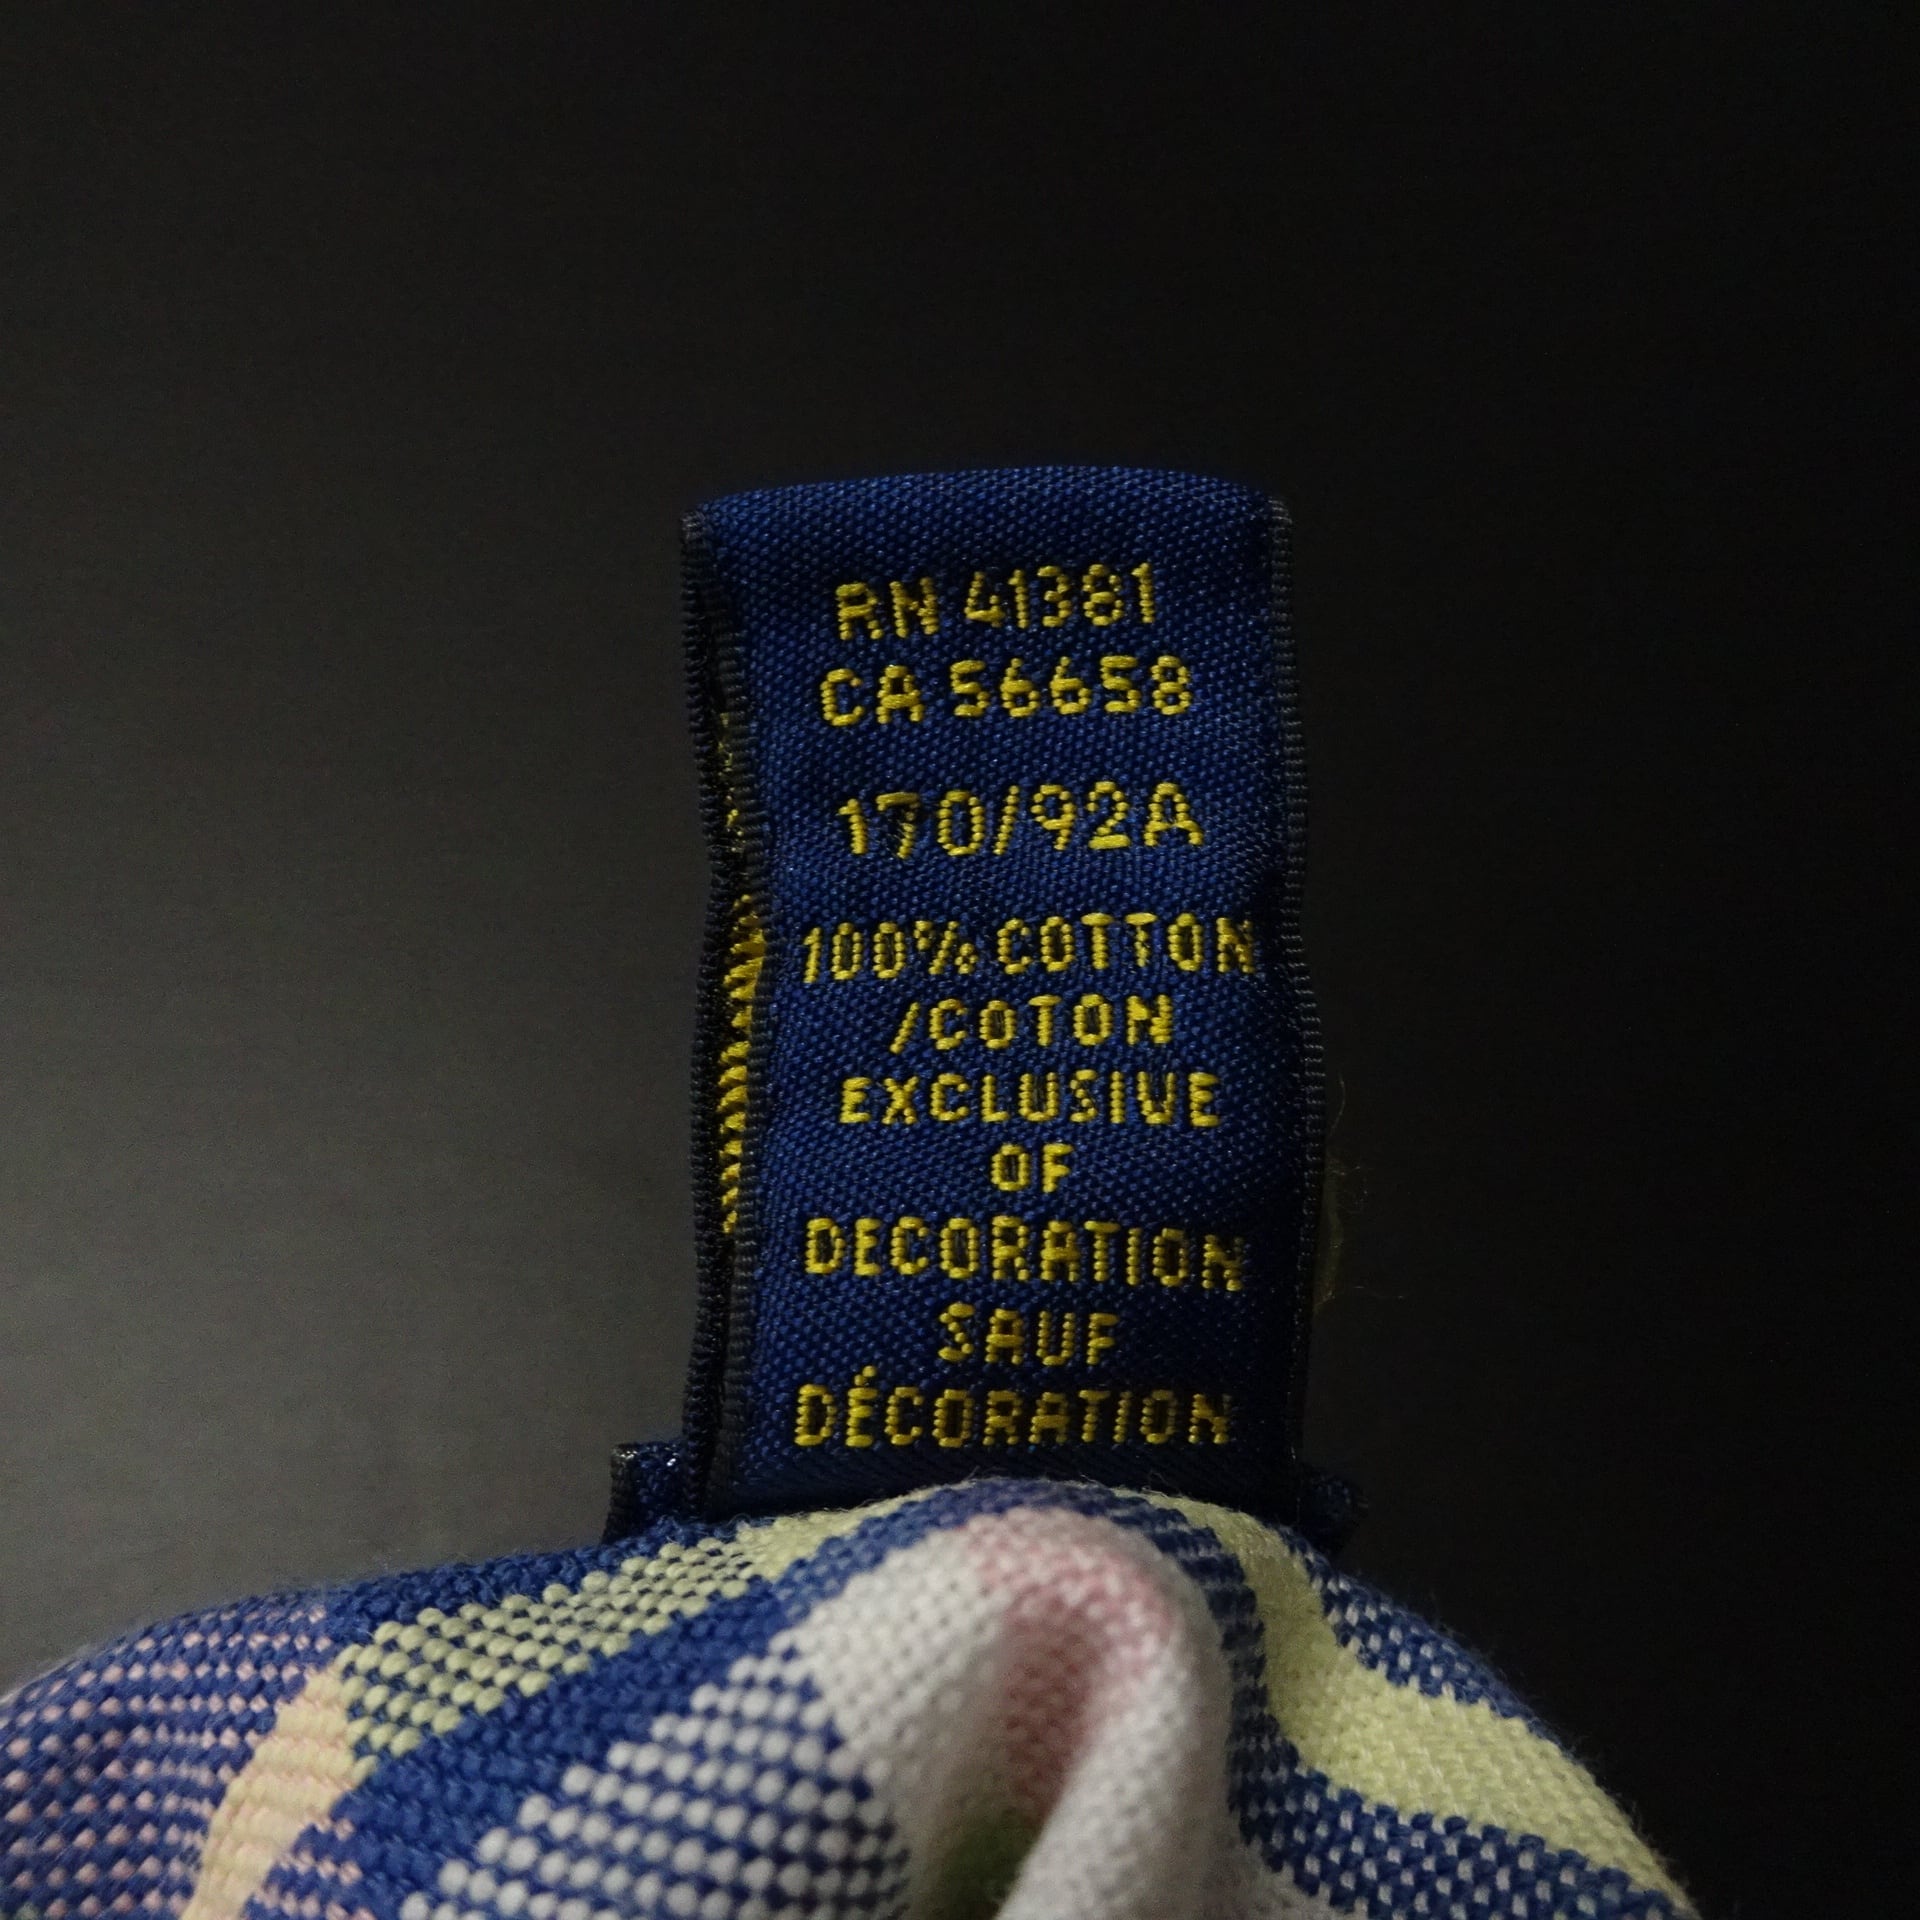 RN 41381
CA 56658
170/92A
100% COTTON
/COTON
EXCLUSIVE
OF
DECORATION
SAUF
DÉCORATION